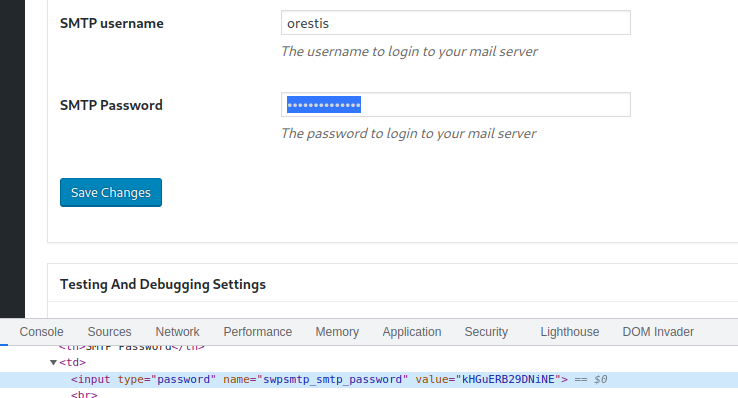 SMTP username
orestis
The username to login to your mail server
SMTP Password
••••••••••••••
The password to login to your mail server
Save Changes
Testing And Debugging Settings
Console Sources Network Performance Memory Application Security Lighthouse DOM Invader
<th>SMTP Password</th>
▼<td>
<input type="password" name="swpsmtp_smtp_password" value="kHGuERB29DNiNE"> == $0
<br>